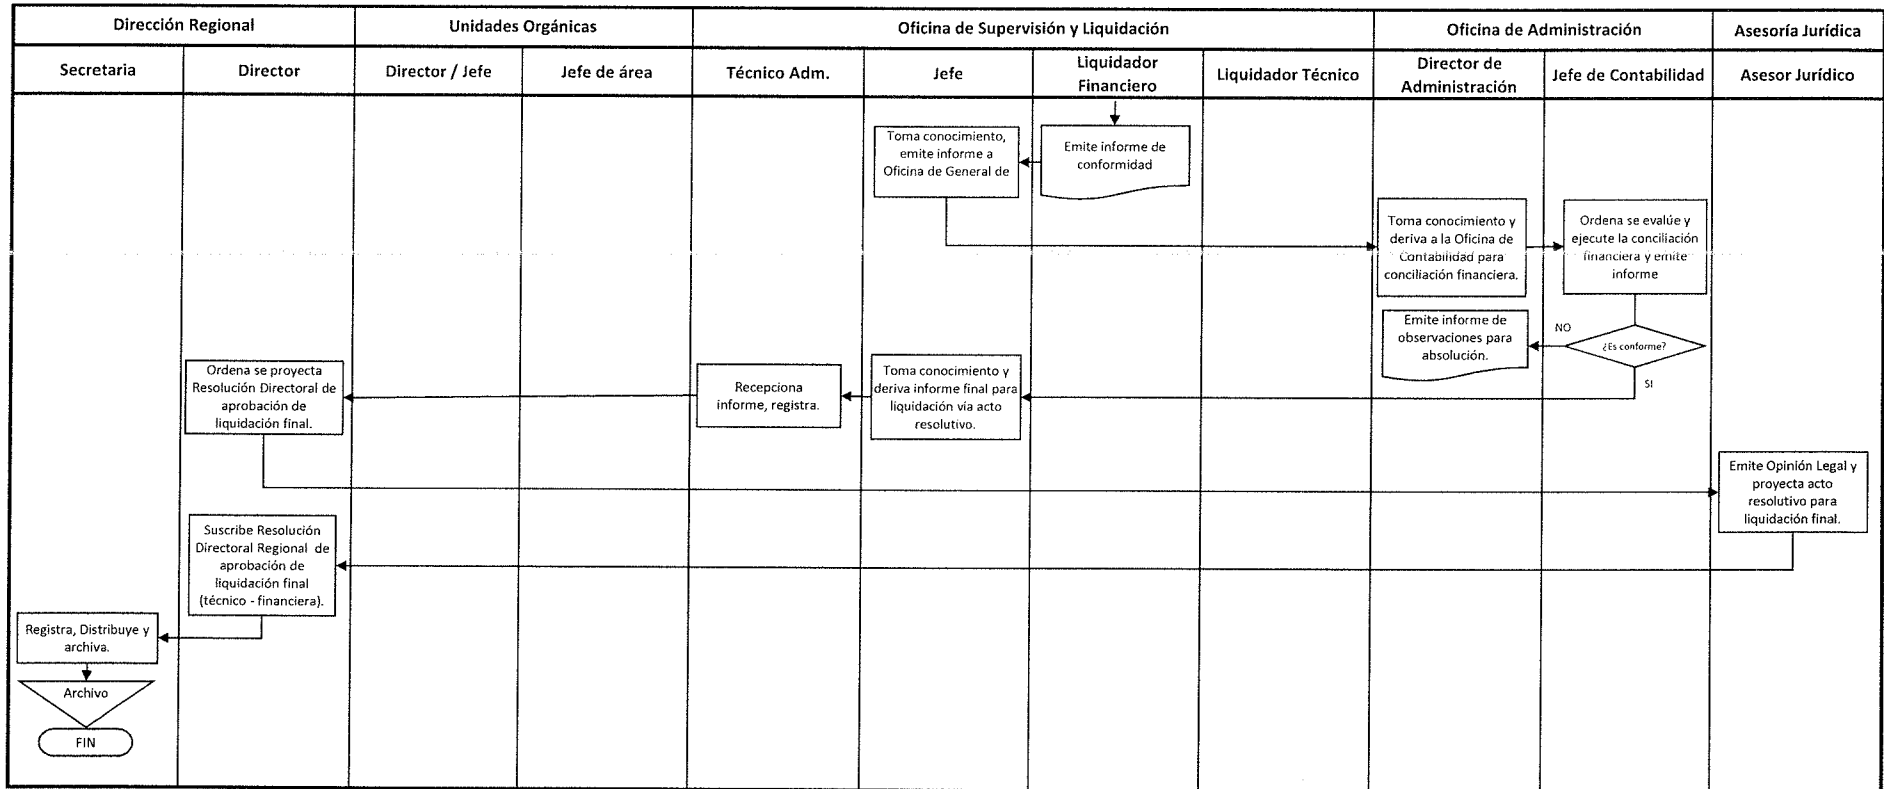 Dirección Regional
Unidades Orgánicas
Oficina de Supervisión y Liquidación
Oficina de Administración
Asesoría Jurídica
Secretaria
Director
Director / Jefe
Jefe de área
Técnico Adm.
Jefe
Liquidador
Financiero
Liquidador Técnico
Director de
Administración
Jefe de Contabilidad
Asesor Jurídico
Toma conocimiento,
emite informe a
Oficina de General de
Emite informe de
conformidad
Toma conocimiento y
deriva a la Oficina de
Contabilidad para
conciliación financiera.
Ordena se evalúe y
ejecute la conciliación
financiera y emite
informe
Emite informe de
observaciones para
absolución.
NO
¿Es conforme?
SI
Ordena se proyecta
Resolución Directoral de
aprobación de
liquidación final.
Recepciona
informe, registra.
Toma conocimiento y
deriva informe final para
liquidación vía acto
resolutivo.
Emite Opinión Legal y
proyecta acto
resolutivo para
liquidación final.
Suscribe Resolución
Directoral Regional de
aprobación de
liquidación final
(técnico - financiera).
Registra, Distribuye y
archiva.
Archivo
FIN